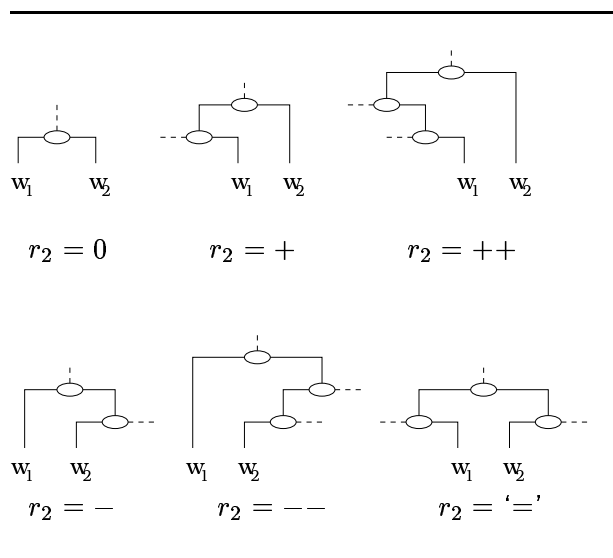 w₁ w₂ w₁ w₂ w₁ w₂
r₂ = 0 r₂ = + r₂ = ++
w₁ w₂ w₁ w₂ w₁ w₂
r₂ = − r₂ = −− r₂ = ‘=’